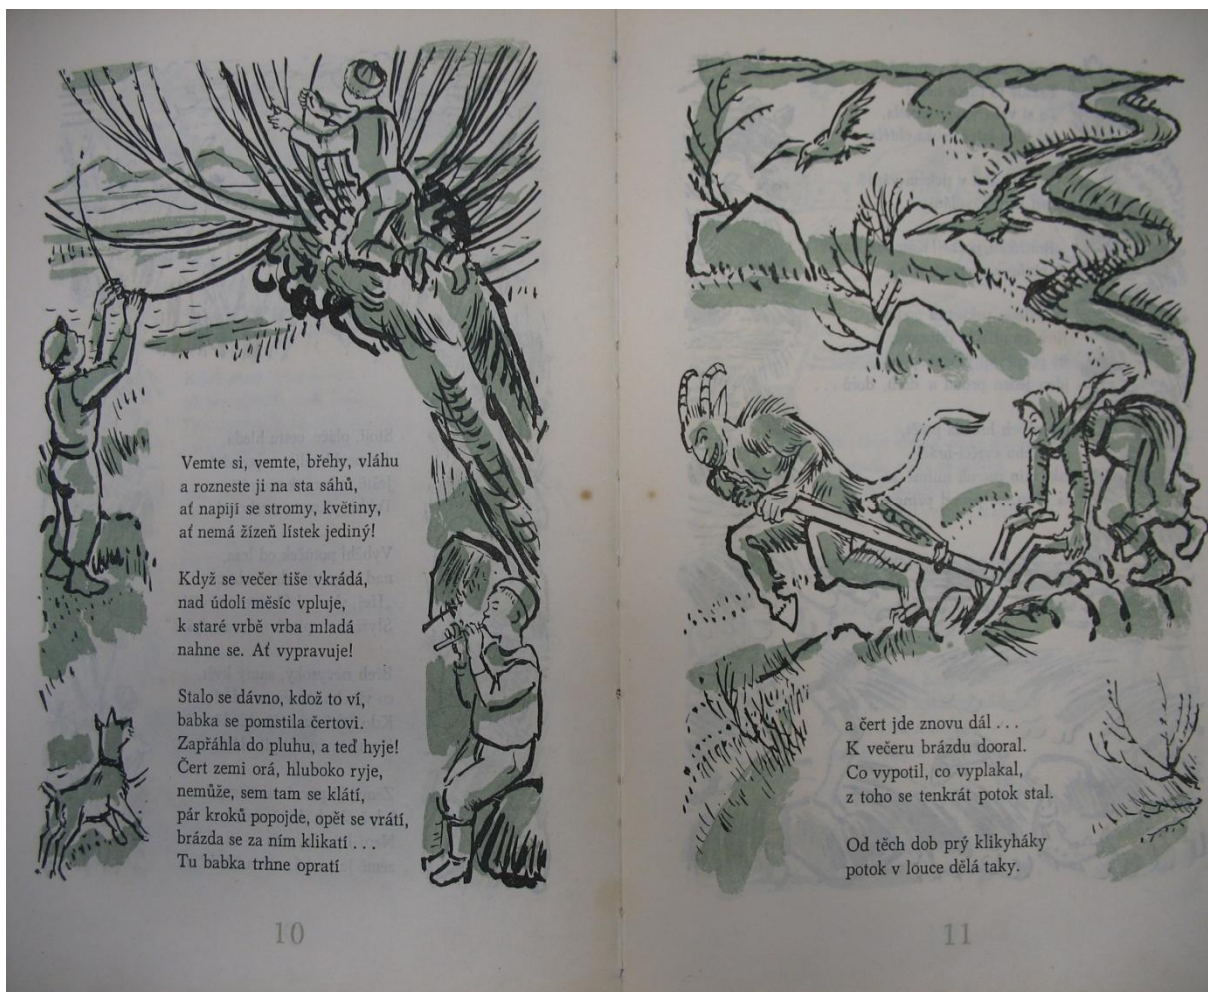 Vemte si, vemte, břehy, vláhu
a rozneste ji na sta sáhů,
ať napijí se stromy, květiny,
ať nemá žízeň lístek jediný!
Když se večer tiše vkrádá,
nad údolí měsíc vpluje,
k staré vrbě vrba mladá
nahne se. Ať vypravuje!
Stalo se dávno, kdož to ví,
babka se pomstila čertovi.
Zapřáhla do pluhu, a teď hyje!
Čert zemi orá, hluboko ryje,
nemůže, sem tam se klátí,
pár kroků popojde, opět se vrátí,
brázda se za ním klikatí . . .
Tu babka trhne opratí
10
a čert jde znovu dál . . .
K večeru brázdu dooral.
Co vypotil, co vyplakal,
z toho se tenkrát potok stal.
Od těch dob prý klikyháky
potok v louce dělá taky.
11